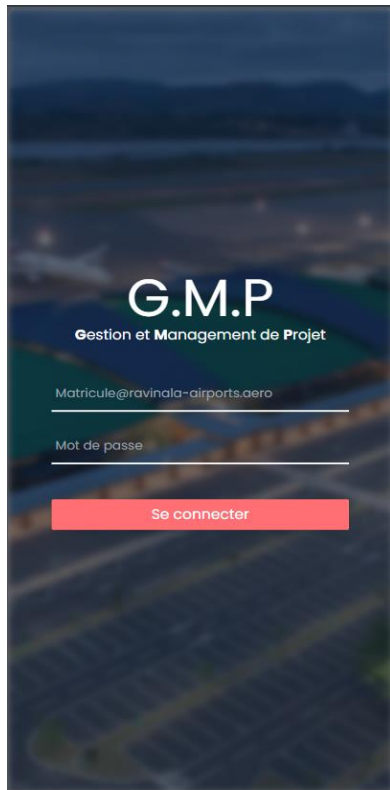 G.M.P
Gestion et Management de Projet
Matricule@ravinala-airports.aero
Mot de passe
Se connecter